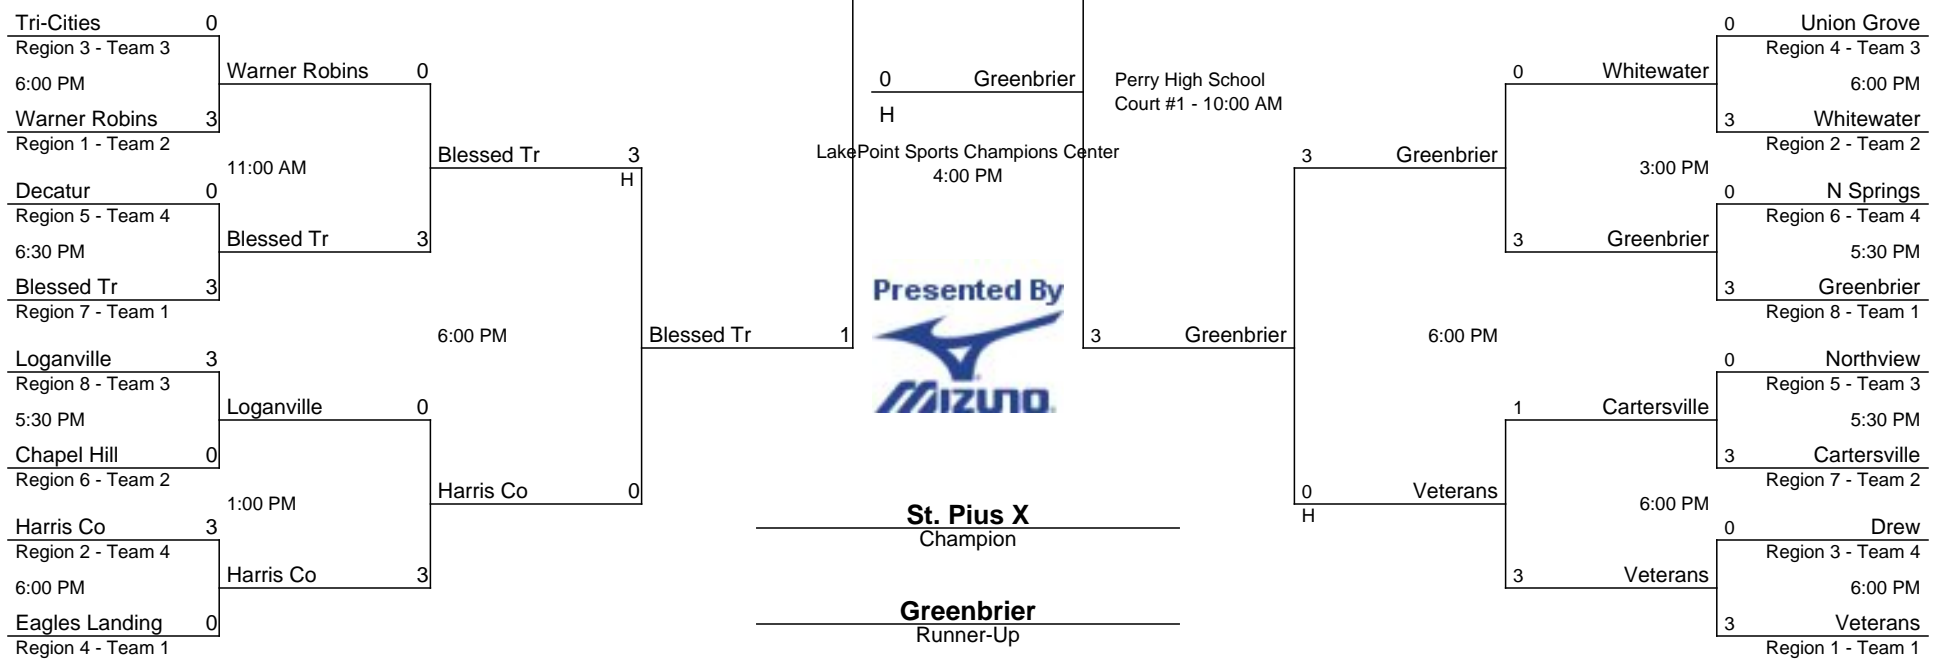 Tri-Cities 0
Region 3 - Team 3
6:00 PM
Warner Robins 3
Region 1 - Team 2
Decatur 0
Region 5 - Team 4
6:30 PM
Blessed Tr 3
Region 7 - Team 1
Loganville 3
Region 8 - Team 3
5:30 PM
Chapel Hill 0
Region 6 - Team 2
Harris Co 3
Region 2 - Team 4
6:00 PM
Eagles Landing 0
Region 4 - Team 1
Warner Robins 0
11:00 AM
Blessed Tr 3
Loganville 0
1:00 PM
Harris Co 3
Blessed Tr 3
H
6:00 PM
Harris Co 0
Blessed Tr 1
0 Greenbrier
H
Perry High School
Court #1 - 10:00 AM
LakePoint Sports Champions Center
4:00 PM
Presented By
MIZUNO
St. Pius X
Champion
Greenbrier
Runner-Up
3 Greenbrier
3 Greenbrier
6:00 PM
0 Veterans
H
0 Whitewater
3:00 PM
3 Greenbrier
1 Cartersville
6:00 PM
3 Veterans
0 Union Grove
Region 4 - Team 3
6:00 PM
3 Whitewater
Region 2 - Team 2
0 N Springs
Region 6 - Team 4
5:30 PM
3 Greenbrier
Region 8 - Team 1
0 Northview
Region 5 - Team 3
5:30 PM
3 Cartersville
Region 7 - Team 2
0 Drew
Region 3 - Team 4
6:00 PM
3 Veterans
Region 1 - Team 1